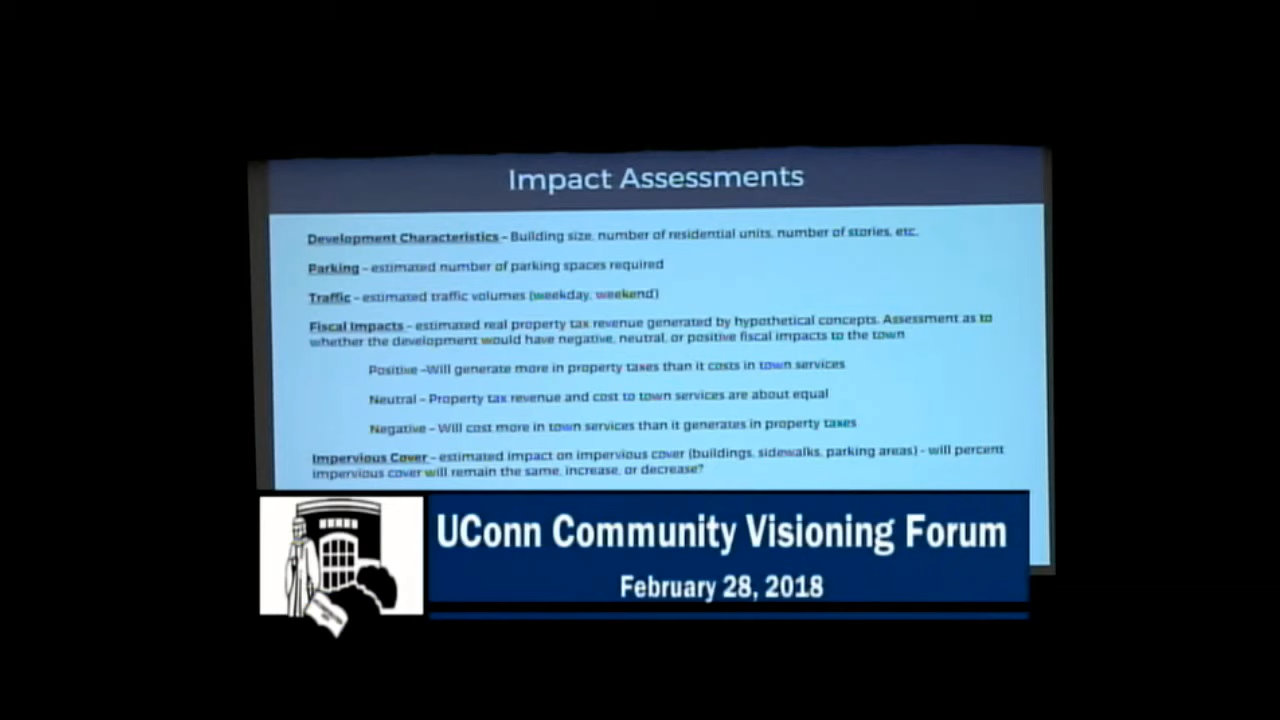 Impact Assessments
Development Characteristics – Building size, number of residential units, number of stories, etc.
Parking – estimated number of parking spaces required
Traffic – estimated traffic volumes (weekday, weekend)
Fiscal Impacts – estimated real property tax revenue generated by hypothetical concepts. Assessment as to
whether the development would have negative, neutral, or positive fiscal impacts to the town
Positive –Will generate more in property taxes than it costs in town services
Neutral – Property tax revenue and cost to town services are about equal
Negative – Will cost more in town services than it generates in property taxes
Impervious Cover – estimated impact on impervious cover (buildings, sidewalks, parking areas) - will percent
impervious cover will remain the same, increase, or decrease?
UConn Community Visioning Forum
February 28, 2018